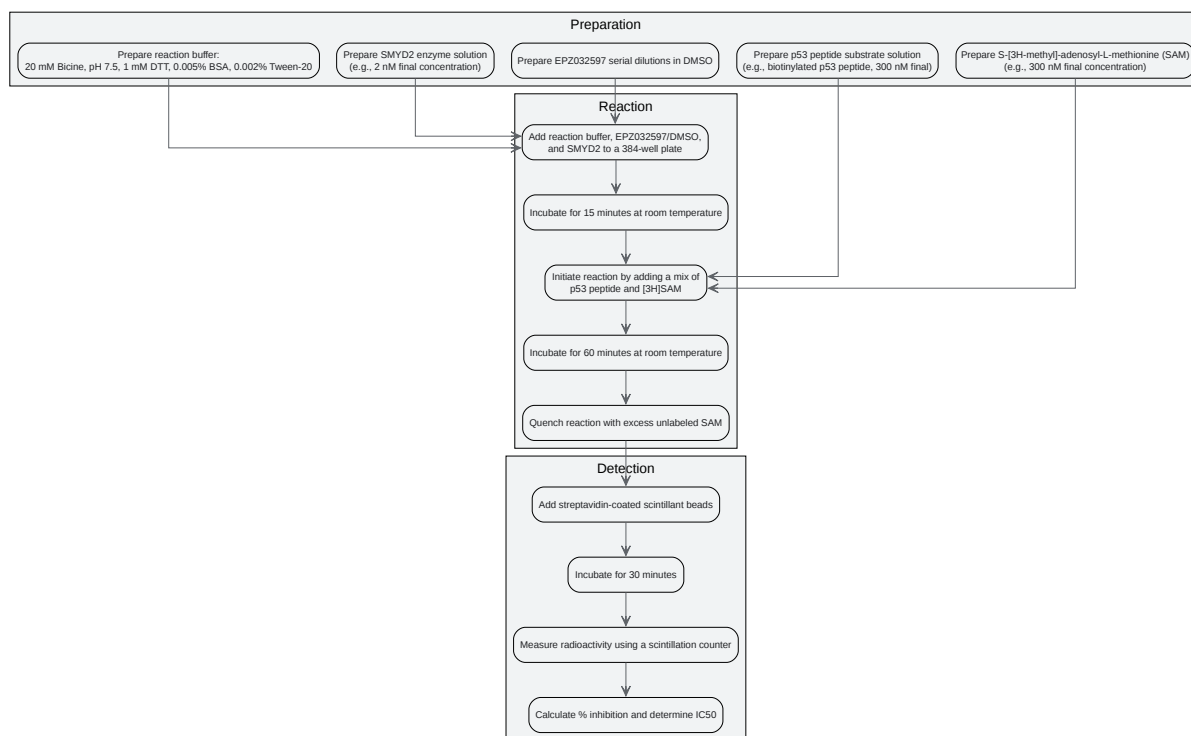 Preparation
Prepare reaction buffer:
20 mM Bicine, pH 7.5, 1 mM DTT, 0.005% BSA, 0.002% Tween-20
Prepare SMYD2 enzyme solution
(e.g., 2 nM final concentration)
Prepare EPZ032597 serial dilutions in DMSO
Prepare p53 peptide substrate solution
(e.g., biotinylated p53 peptide, 300 nM final)
Prepare S-[3H-methyl]-adenosyl-L-methionine (SAM)
(e.g., 300 nM final concentration)
Reaction
Add reaction buffer, EPZ032597/DMSO,
and SMYD2 to a 384-well plate
Incubate for 15 minutes at room temperature
Initiate reaction by adding a mix of
p53 peptide and [3H]SAM
Incubate for 60 minutes at room temperature
Quench reaction with excess unlabeled SAM
Detection
Add streptavidin-coated scintillant beads
Incubate for 30 minutes
Measure radioactivity using a scintillation counter
Calculate % inhibition and determine IC50